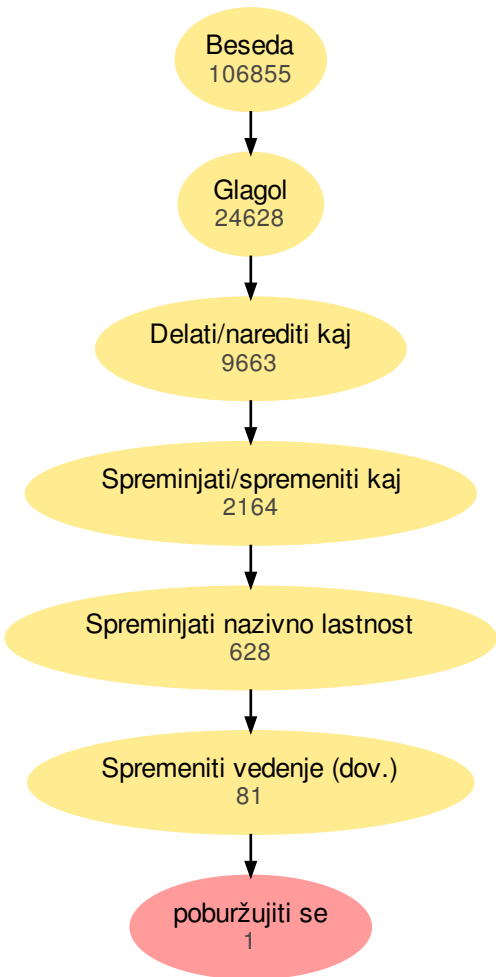 Beseda
106855
Glagol
24628
Delati/narediti kaj
9663
Spreminjati/spremeniti kaj
2164
Spreminjati nazivno lastnost
628
Spremeniti vedenje (dov.)
81
poburžujiti se
1